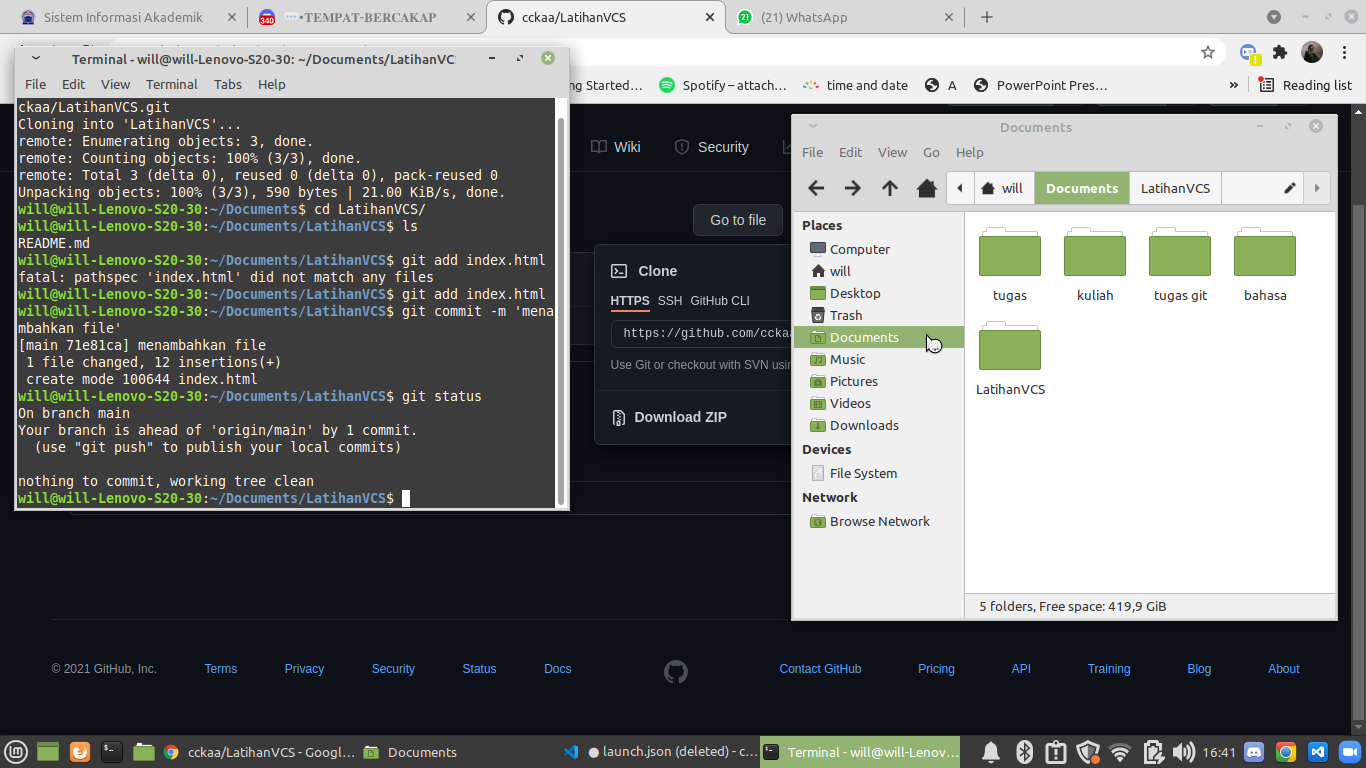 Sistem Informasi Akademik
340
•𝐓𝐄𝐌𝐏𝐀𝐓-𝐁𝐄𝐑𝐂𝐀𝐊𝐀𝐏
cckaa/LatihanVCS
21
(21) WhatsApp
Terminal - will@will-Lenovo-S20-30: ~/Documents/LatihanVCS
File Edit View Terminal Tabs Help
ng Started…
Spotify – attach…
time and date
A
PowerPoint Pres…
»
Reading list
ckaa/LatihanVCS.git
Cloning into 'LatihanVCS'...
remote: Enumerating objects: 3, done.
remote: Counting objects: 100% (3/3), done.
remote: Total 3 (delta 0), reused 0 (delta 0), pack-reused 0
Unpacking objects: 100% (3/3), 590 bytes | 21.00 KiB/s, done.
will@will-Lenovo-S20-30:~/Documents$ cd LatihanVCS/
will@will-Lenovo-S20-30:~/Documents/LatihanVCS$ ls
README.md
will@will-Lenovo-S20-30:~/Documents/LatihanVCS$ git add index.html
fatal: pathspec 'index.html' did not match any files
will@will-Lenovo-S20-30:~/Documents/LatihanVCS$ git add index.html
will@will-Lenovo-S20-30:~/Documents/LatihanVCS$ git commit -m 'mena
mbahkan file'
[main 71e81ca] menambahkan file
 1 file changed, 12 insertions(+)
 create mode 100644 index.html
will@will-Lenovo-S20-30:~/Documents/LatihanVCS$ git status
On branch main
Your branch is ahead of 'origin/main' by 1 commit.
  (use "git push" to publish your local commits)
nothing to commit, working tree clean
will@will-Lenovo-S20-30:~/Documents/LatihanVCS$
Wiki
Security
Go to file
Clone
HTTPS SSH GitHub CLI
https://github.com/ccka
Use Git or checkout with SVN usin
Download ZIP
Documents
File Edit View Go Help
will
Documents
LatihanVCS
Places
Computer
will
Desktop
Trash
Documents
Music
Pictures
Videos
Downloads
Devices
File System
Network
Browse Network
tugas
kuliah
tugas git
bahasa
LatihanVCS
5 folders, Free space: 419,9 GiB
© 2021 GitHub, Inc.
Terms
Privacy
Security
Status
Docs
Contact GitHub
Pricing
API
Training
Blog
About
cckaa/LatihanVCS - Googl…
Documents
● launch.json (deleted) - c…
Terminal - will@will-Lenov…
16:41